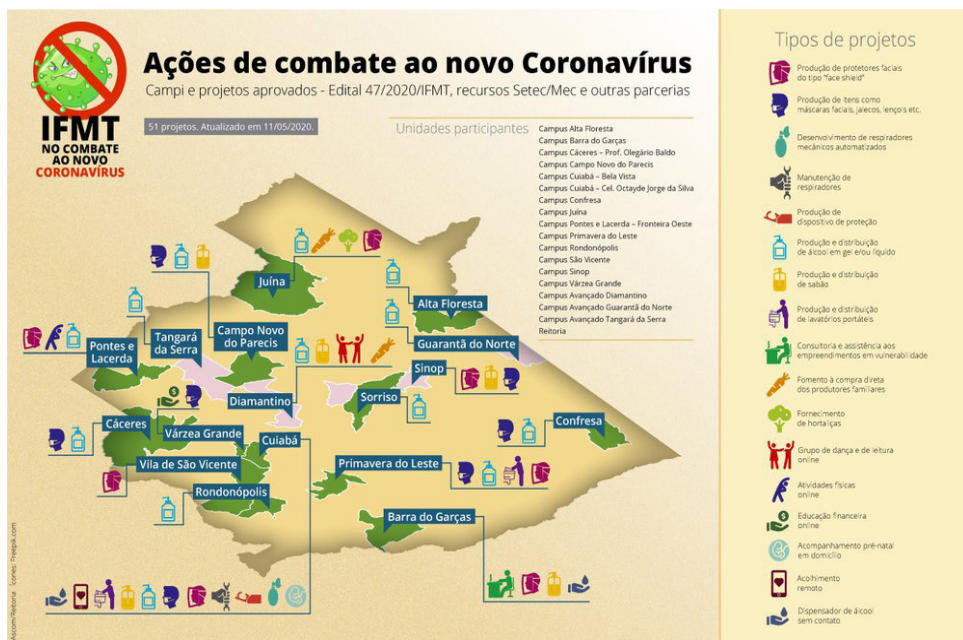 Ações de combate ao novo Coronavírus
Campi e projetos aprovados - Edital 47/2020/IFMT, recursos Setec/Mec e outras parcerias
IFMT
NO COMBATE
AO NOVO
CORONAVÍRUS
51 projetos. Atualizado em 11/05/2020.
Unidades participantes
Campus Alta Floresta
Campus Barra do Garças
Campus Cáceres – Prof. Olegário Baldo
Campus Campo Novo do Parecis
Campus Cuiabá – Bela Vista
Campus Cuiabá – Cel. Octayde Jorge da Silva
Campus Confresa
Campus Juína
Campus Pontes e Lacerda – Fronteira Oeste
Campus Primavera do Leste
Campus Rondonópolis
Campus São Vicente
Campus Sinop
Campus Várzea Grande
Campus Avançado Diamantino
Campus Avançado Guarantã do Norte
Campus Avançado Tangará da Serra
Reitoria
Juína
Alta Floresta
Guarantã do Norte
Pontes e
Lacerda
Tangará
da Serra
Campo Novo
do Parecis
Sinop
Diamantino
Sorriso
Cáceres
Várzea Grande
Cuiabá
Confresa
Vila de São Vicente
Primavera do Leste
Rondonópolis
Barra do Garças
Ascom/Reitoria Ícones: Freepik.com
Tipos de projetos
Produção de protetores faciais
do tipo "face shield"
Produção de itens como
máscaras faciais, jalecos, lençois etc.
Desenvolvimento de respiradores
mecânicos automatizados
Manutenção de
respiradores
Produção de
dispositivo de proteção
Produção e distribuição
de álcool em gel e/ou líquido
Produção e distribuição
de sabão
Produção e distribuição
de lavatórios portáteis
Consultoria e assistência aos
empreendimentos em vulnerabilidade
Fomento à compra direta
dos produtores familiares
Fornecimento
de hortaliças
Grupo de dança e de leitura
online
Atividades físicas
online
Educação financeira
online
Acompanhamento pré-natal
em domicílio
Acolhimento
remoto
Dispensador de álcool
sem contato